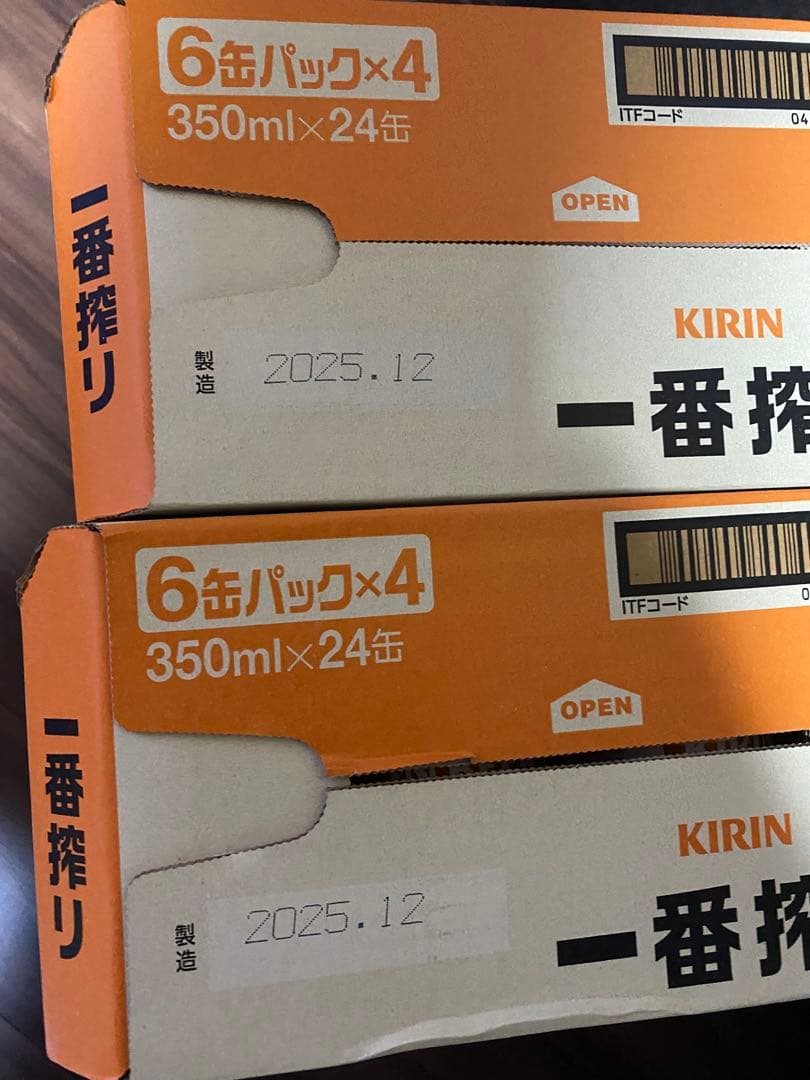 6缶パック×4
350ml×24缶
ITFコード
04
OPEN
一番搾り
KIRIN
製造
2025.12
一番搾
6缶パック×4
350ml×24缶
ITFコード
0
OPEN
一番搾り
KIRIN
製造
2025.12
一番搾